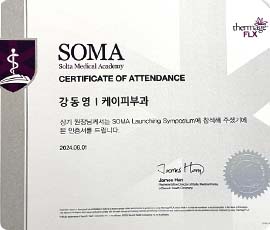 thermage
FLX
SOMA
Solta Medical Academy
CERTIFICATE OF ATTENDANCE
강동영 | 케이피부과
상기 원장님께서는 SOMA Launching Symposium에 참석해 주셨기에
본 인증서를 드립니다.
2024.06.01
James Han